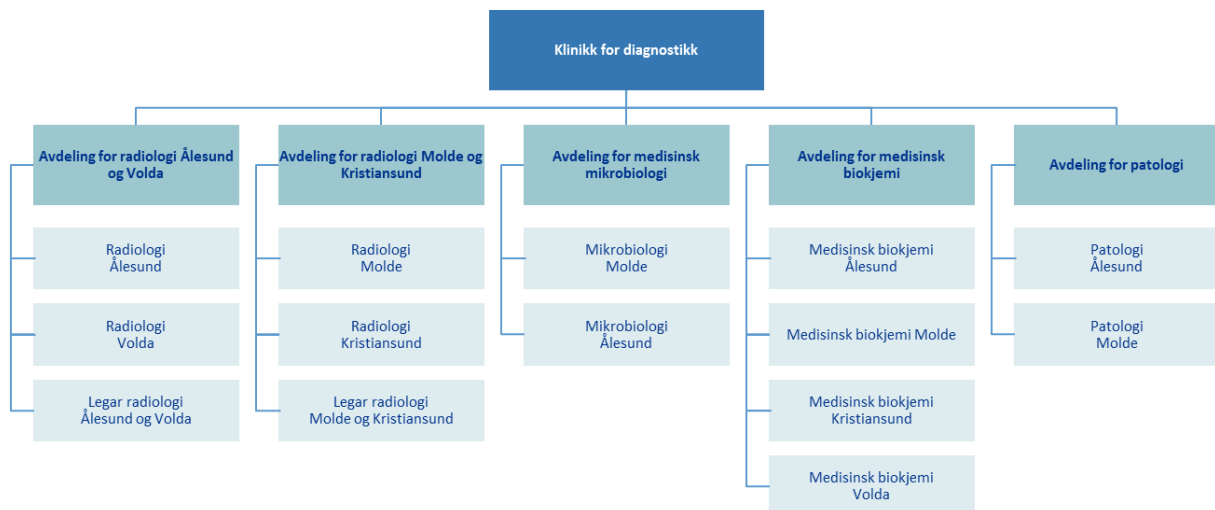 Klinikk for diagnostikk
Avdeling for radiologi Ålesund
og Volda
Radiologi
Ålesund
Radiologi
Volda
Legar radiologi
Ålesund og Volda
Avdeling for radiologi Molde og
Kristiansund
Radiologi
Molde
Radiologi
Kristiansund
Legar radiologi
Molde og Kristiansund
Avdeling for medisinsk
mikrobiologi
Mikrobiologi
Molde
Mikrobiologi
Ålesund
Avdeling for medisinsk
biokjemi
Medisinsk biokjemi
Ålesund
Medisinsk biokjemi Molde
Medisinsk biokjemi
Kristiansund
Medisinsk biokjemi
Volda
Avdeling for patologi
Patologi
Ålesund
Patologi
Molde